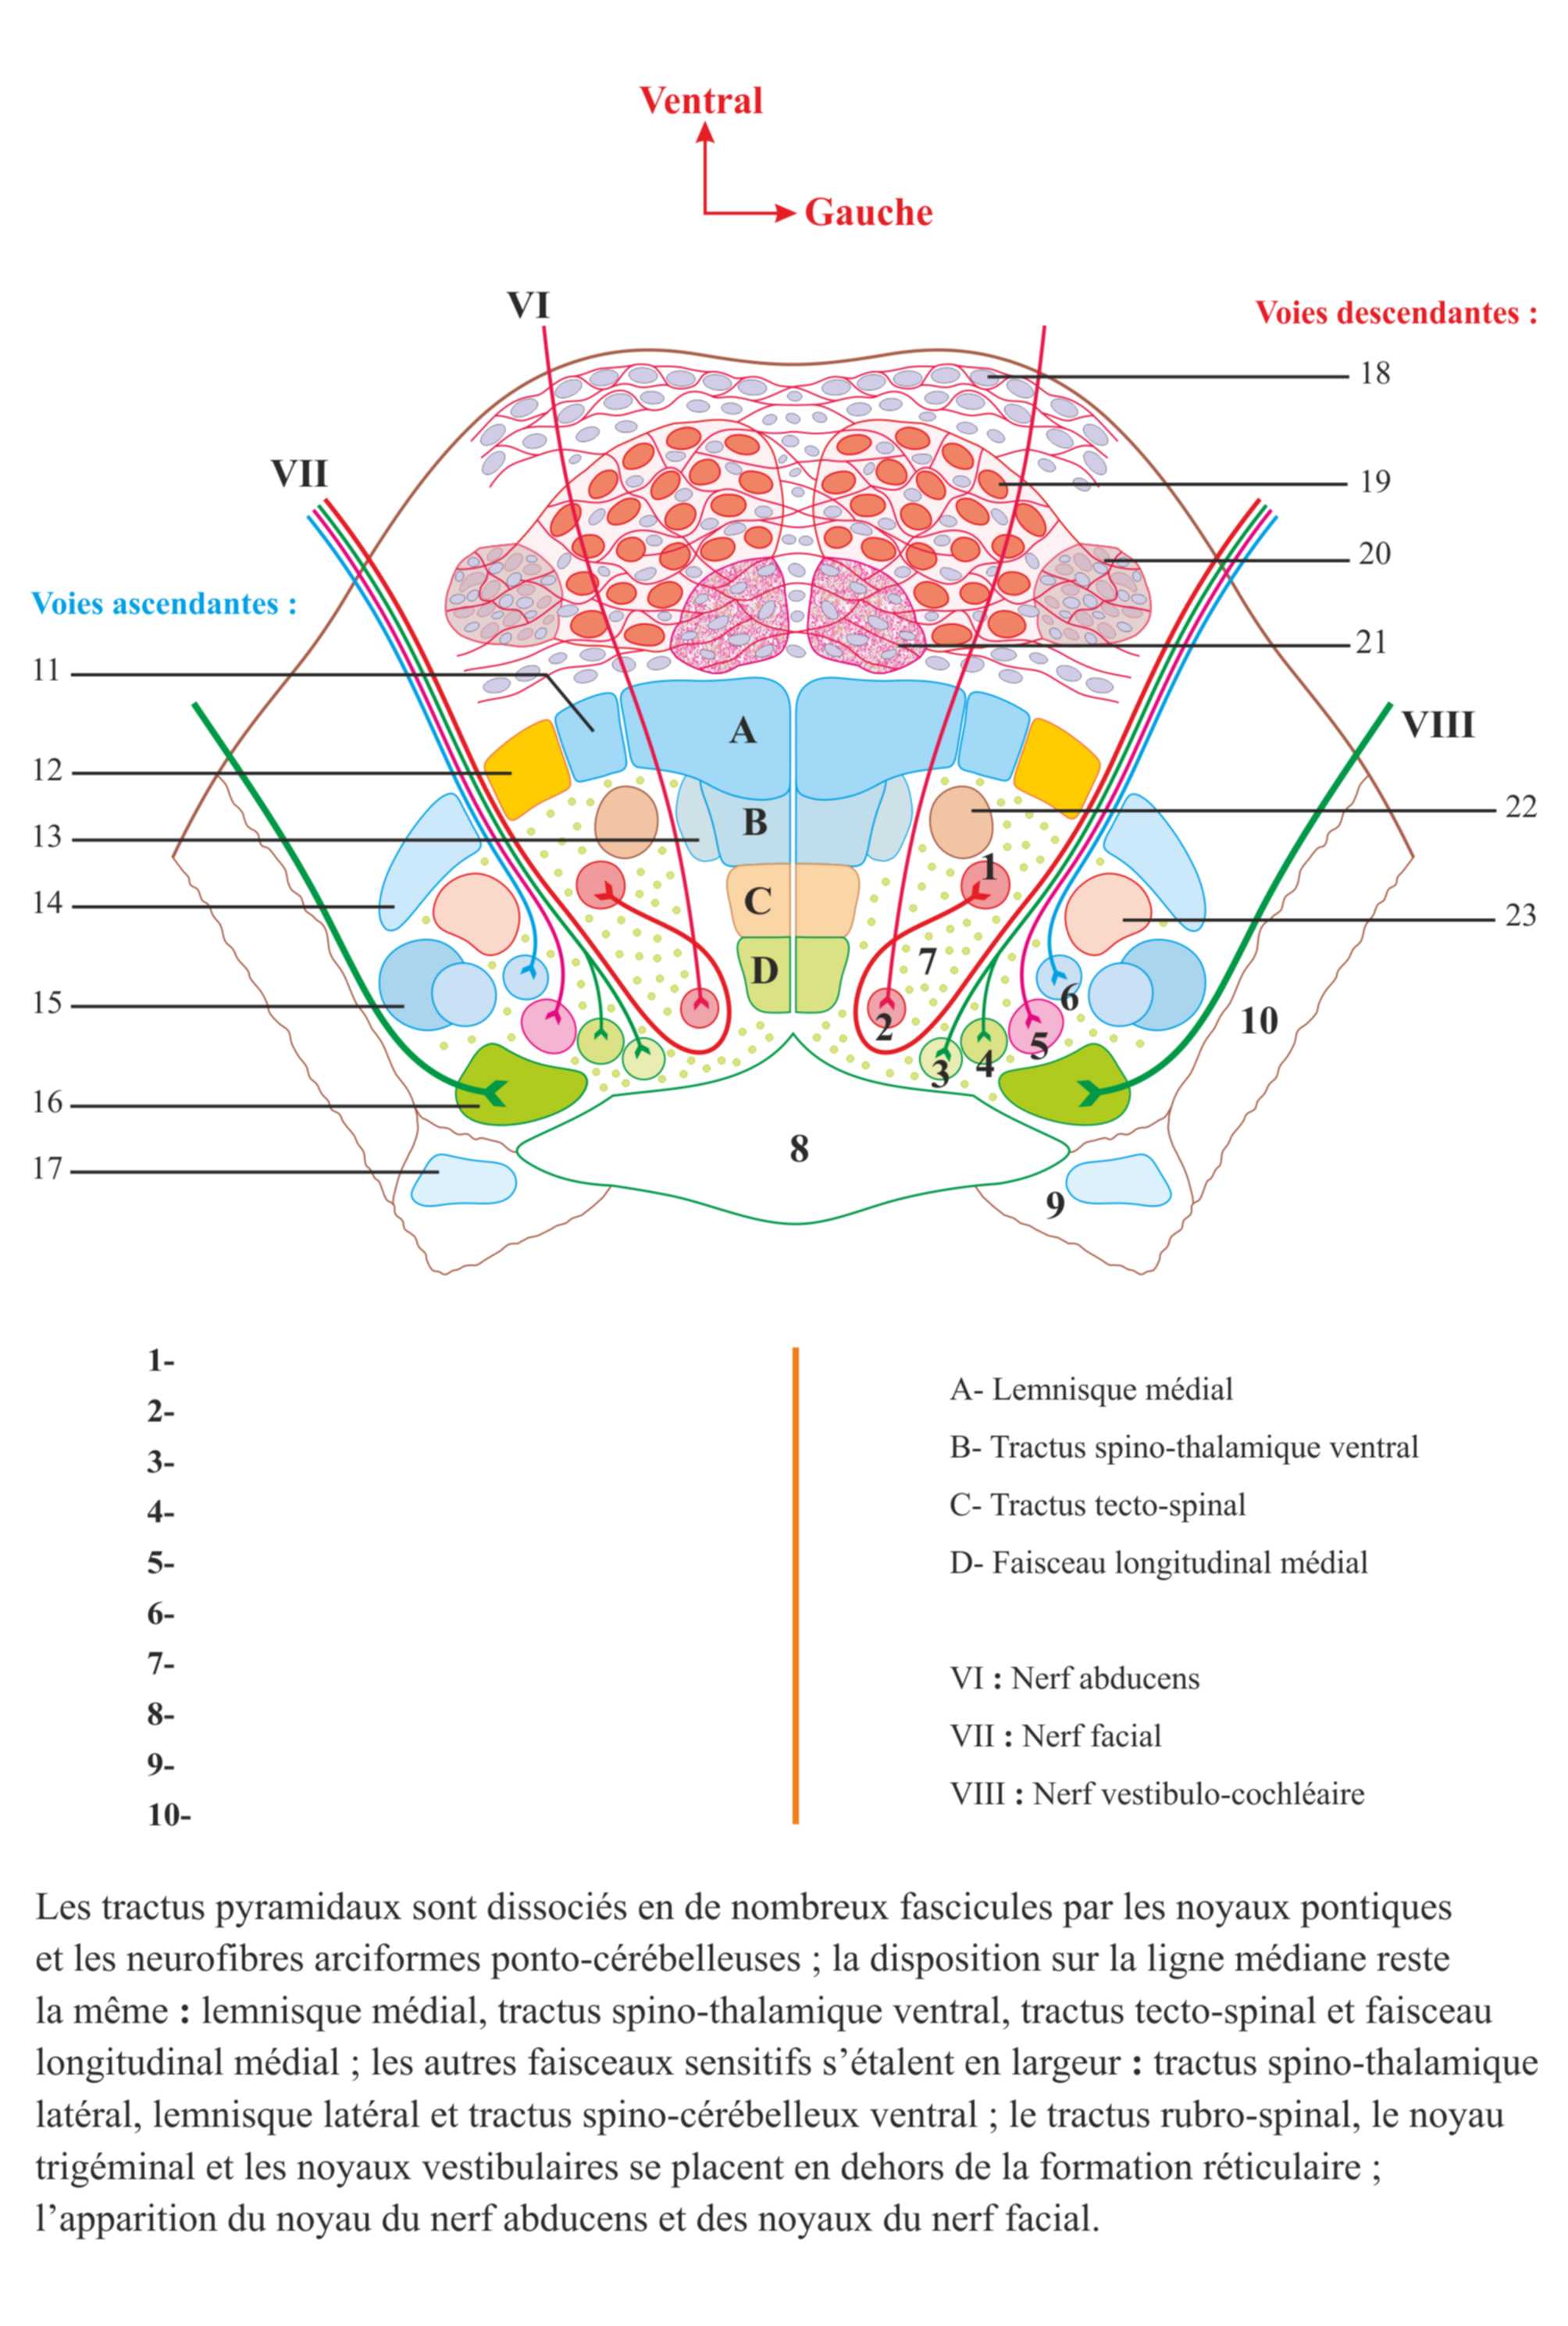 Ventral
Gauche
VI
Voies descendantes :
18
VII
19
20
Voies ascendantes :
21
11
A
VIII
12
22
B
13
1
C
14
23
7
D
6
15
2
10
5
4
3
16
8
17
9
1-
2-
3-
4-
5-
6-
7-
8-
9-
10-
A- Lemnisque médial
B- Tractus spino-thalamique ventral
C- Tractus tecto-spinal
D- Faisceau longitudinal médial
VI : Nerf abducens
VII : Nerf facial
VIII : Nerf vestibulo-cochléaire
Les tractus pyramidaux sont dissociés en de nombreux fascicules par les noyaux pontiques
et les neurofibres arciformes ponto-cérébelleuses ; la disposition sur la ligne médiane reste
la même : lemnisque médial, tractus spino-thalamique ventral, tractus tecto-spinal et faisceau
longitudinal médial ; les autres faisceaux sensitifs s’étalent en largeur : tractus spino-thalamique
latéral, lemnisque latéral et tractus spino-cérébelleux ventral ; le tractus rubro-spinal, le noyau
trigéminal et les noyaux vestibulaires se placent en dehors de la formation réticulaire ;
l’apparition du noyau du nerf abducens et des noyaux du nerf facial.